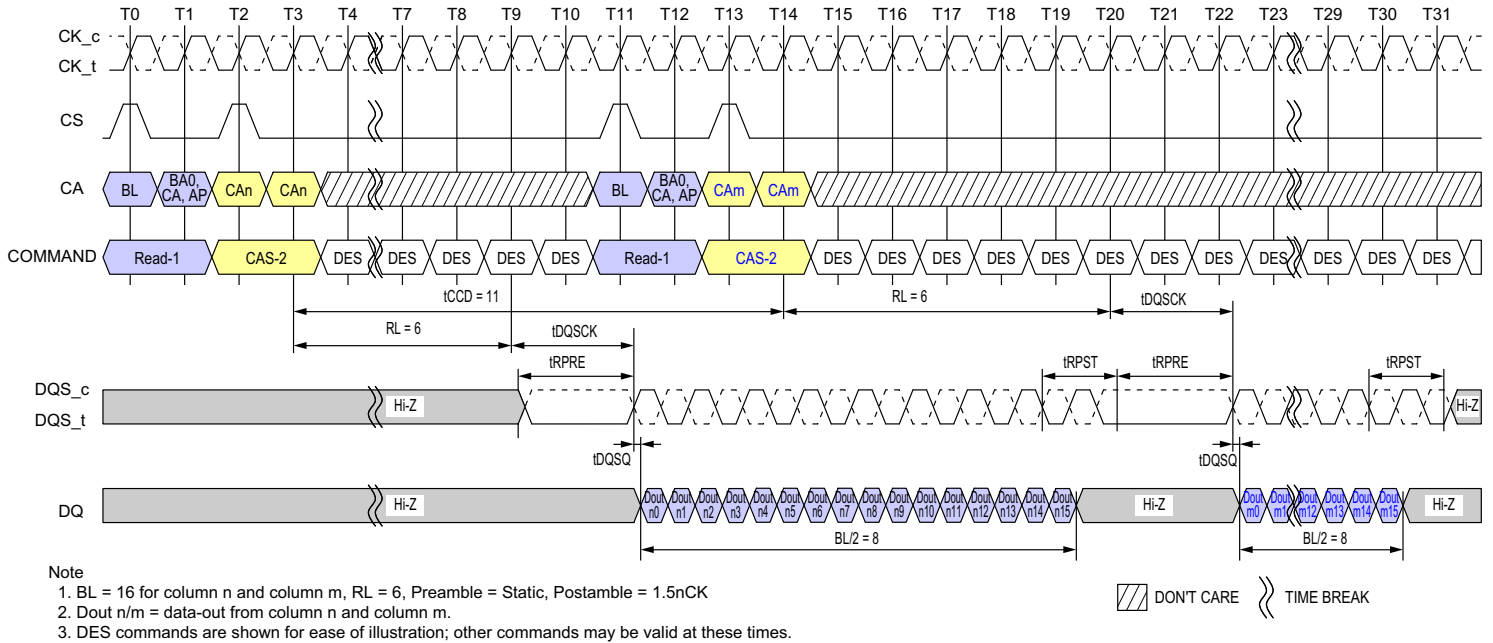 T0 T1 T2 T3 T4 T7 T8 T9 T10 T11 T12 T13 T14 T15 T16 T17 T18 T19 T20 T21 T22 T23 T29 T30 T31
CK_c
CK_t
CS
CA
BL BA0, CA, AP CAn CAn BL BA0, CA, AP CAm CAm
COMMAND Read-1 CAS-2 DES DES DES DES DES Read-1 CAS-2 DES DES DES DES DES DES DES DES DES DES DES DES
tCCD = 11 RL = 6 tDQSCK
RL = 6 tDQSCK
tRPRE tRPST tRPRE tRPST
DQS_c
DQS_t
Hi-Z Hi-Z
tDQSQ tDQSQ
DQ Hi-Z Dout n0 Dout n1 Dout n2 Dout n3 Dout n4 Dout n5 Dout n6 Dout n7 Dout n8 Dout n9 Dout n10 Dout n11 Dout n12 Dout n13 Dout n14 Dout n15 Hi-Z Dout m0 Dout m1 Dout m12 Dout m13 Dout m14 Dout m15 Hi-Z
BL/2 = 8 BL/2 = 8
Note
1. BL = 16 for column n and column m, RL = 6, Preamble = Static, Postamble = 1.5nCK
2. Dout n/m = data-out from column n and column m.
3. DES commands are shown for ease of illustration; other commands may be valid at these times.
DON'T CARE TIME BREAK